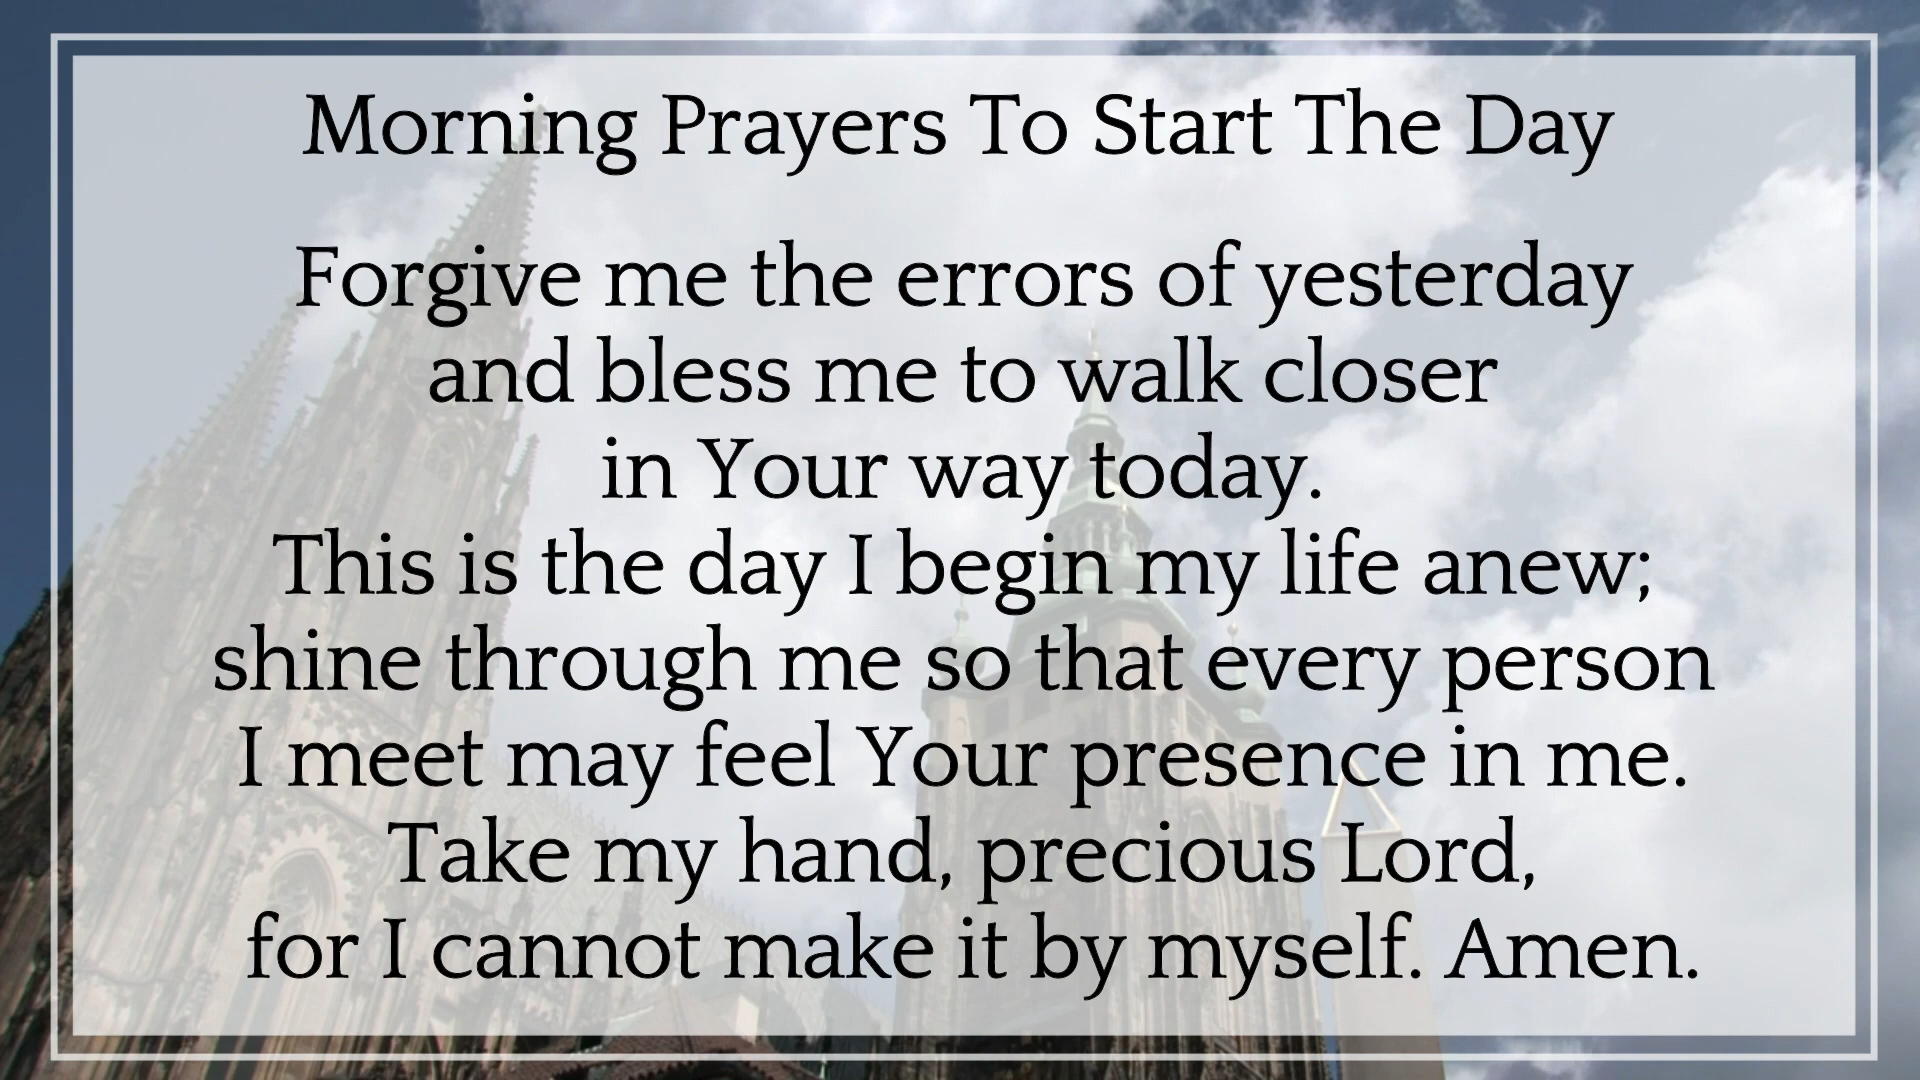 Morning Prayers To Start The Day
Forgive me the errors of yesterday
and bless me to walk closer
in Your way today.
This is the day I begin my life anew;
shine through me so that every person
I meet may feel Your presence in me.
Take my hand, precious Lord,
for I cannot make it by myself. Amen.